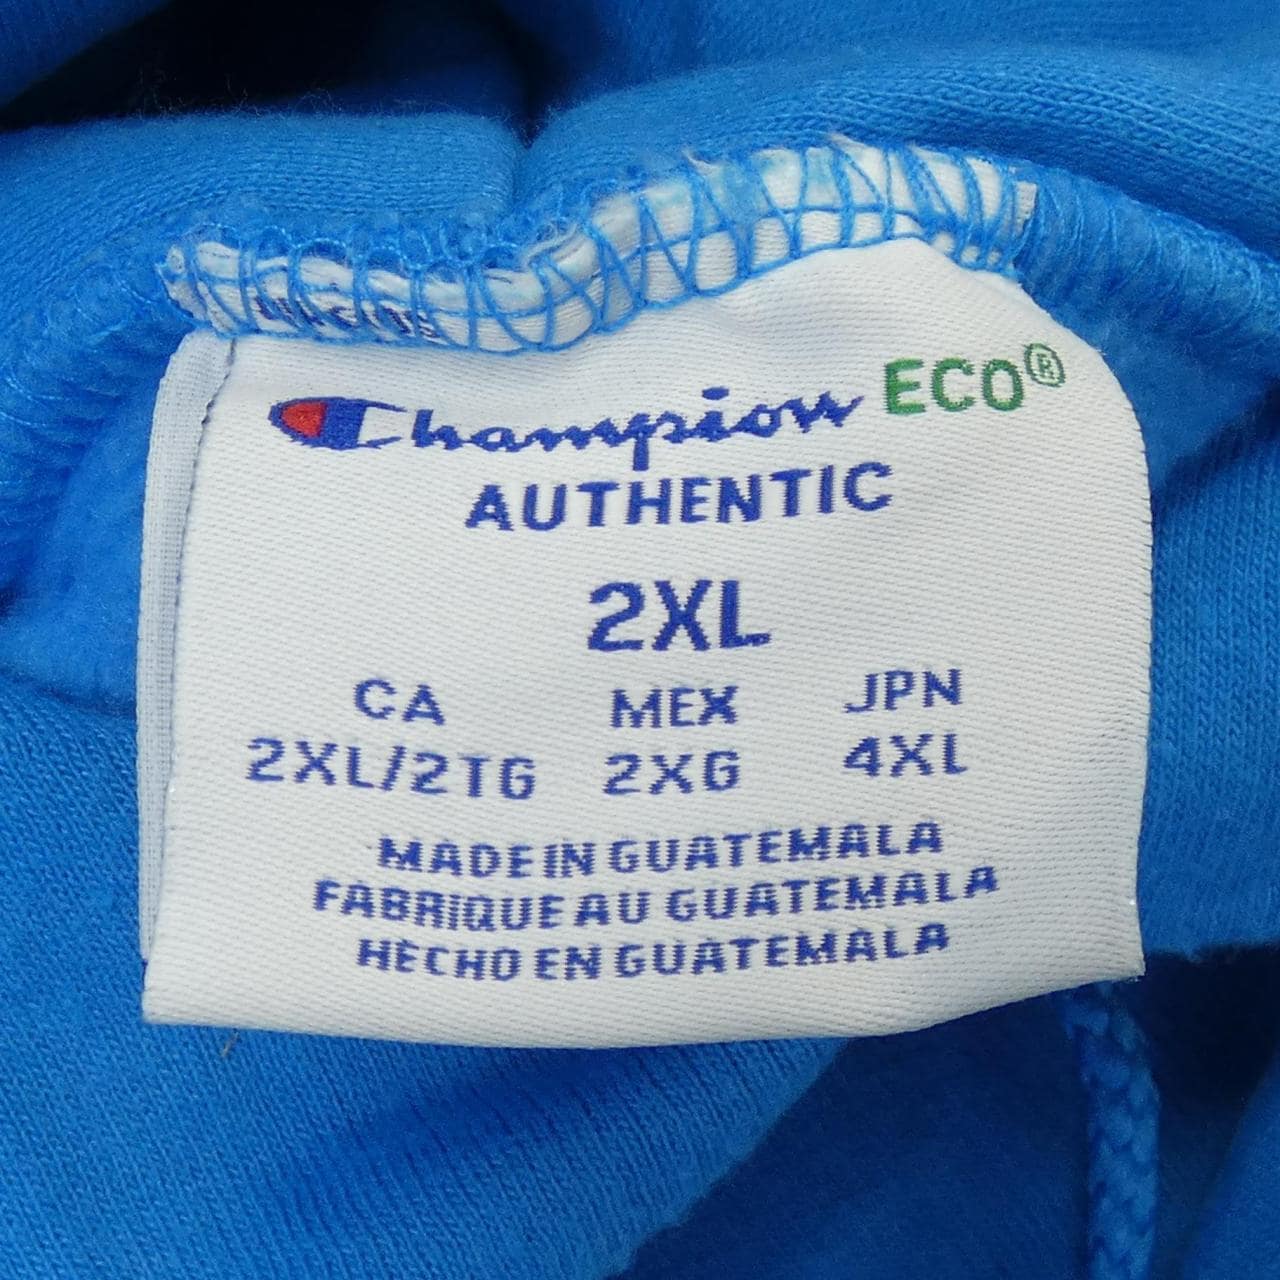 Champion ECO®
AUTHENTIC
2XL
CA MEX JPN
2XL/2TG 2XG 4XL
MADE IN GUATEMALA
FABRIQUE AU GUATEMALA
HECHO EN GUATEMALA